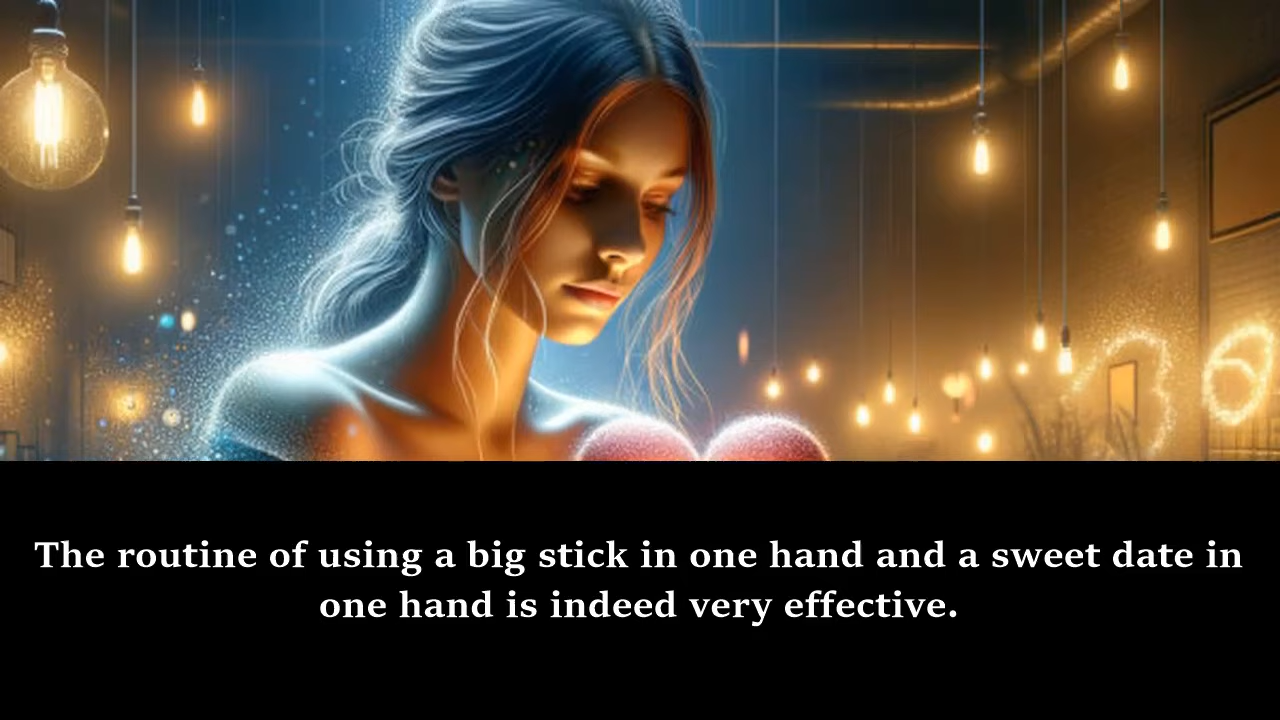 The routine of using a big stick in one hand and a sweet date in
one hand is indeed very effective.